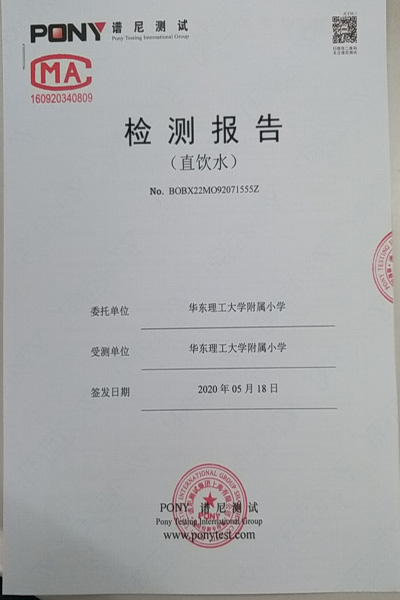 PONY 谱尼测试
Pony Testing International Group
MA
160920340809
检测报告
（直饮水）
No. BOBX22MO92071555Z
委托单位 华东理工大学附属小学
受测单位 华东理工大学附属小学
签发日期 2020 年 05 月 18 日
PONY 谱尼测试
Pony Testing International Group
www.ponytest.com